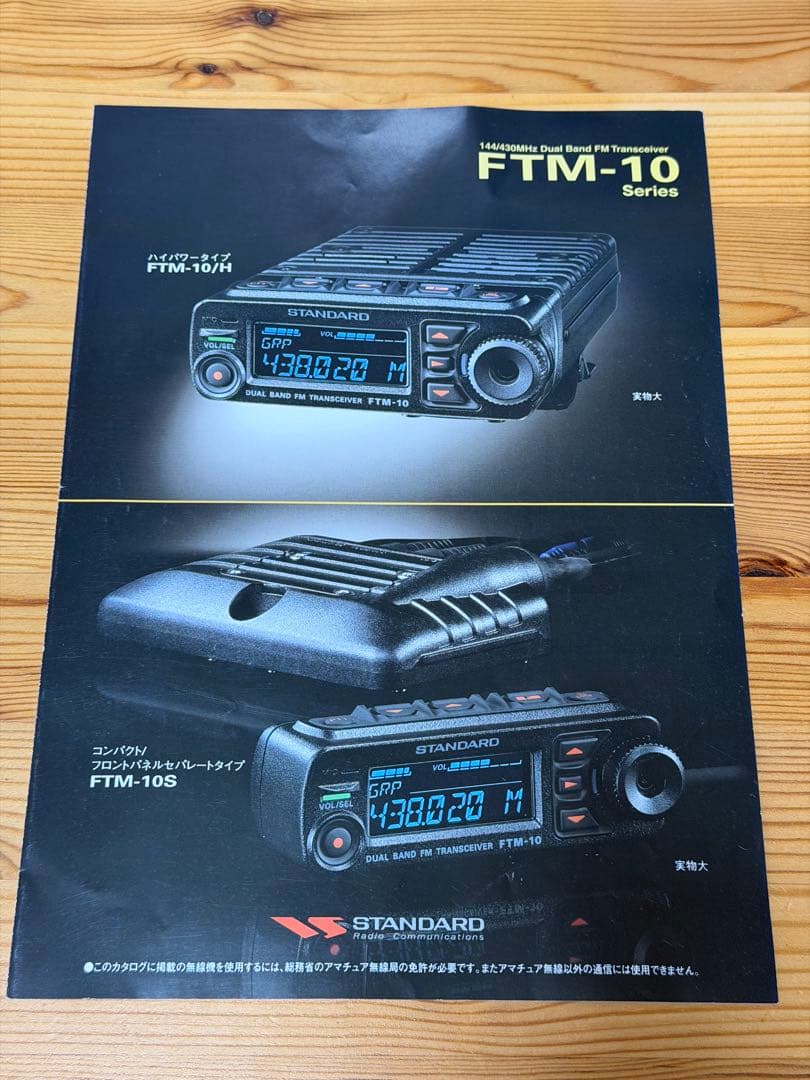 144/430MHz Dual Band FM Transceiver
FTM-10
Series
ハイパワータイプ
FTM-10/H
STANDARD
VOL
GRP
438.020 M
VOL/SEL
DUAL BAND FM TRANSCEIVER FTM-10
実物大
コンパクト/
フロントパネルセパレートタイプ
FTM-10S
STANDARD
VOL
GRP
438.020 M
VOL/SEL
DUAL BAND FM TRANSCEIVER FTM-10
実物大
STANDARD
Radio Communications
●このカタログに掲載の無線機を使用するには、総務省のアマチュア無線局の免許が必要です。またアマチュア無線以外の通信には使用できません。